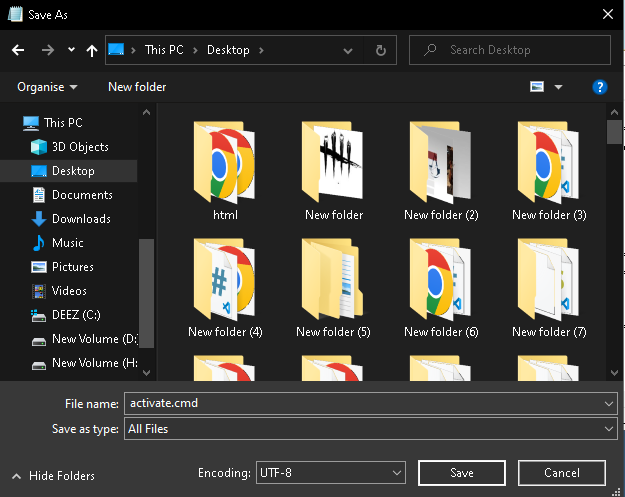 Save As
This PC > Desktop >
Search Desktop
Organise
New folder
?
This PC
3D Objects
Desktop
Documents
Downloads
Music
Pictures
Videos
DEEZ (C:)
New Volume (D:
New Volume (H:
html
New folder
New folder (2)
New folder (3)
#
New folder (4)
New folder (5)
New folder (6)
New folder (7)
File name: activate.cmd
Save as type: All Files
Hide Folders
Encoding: UTF-8
Save
Cancel